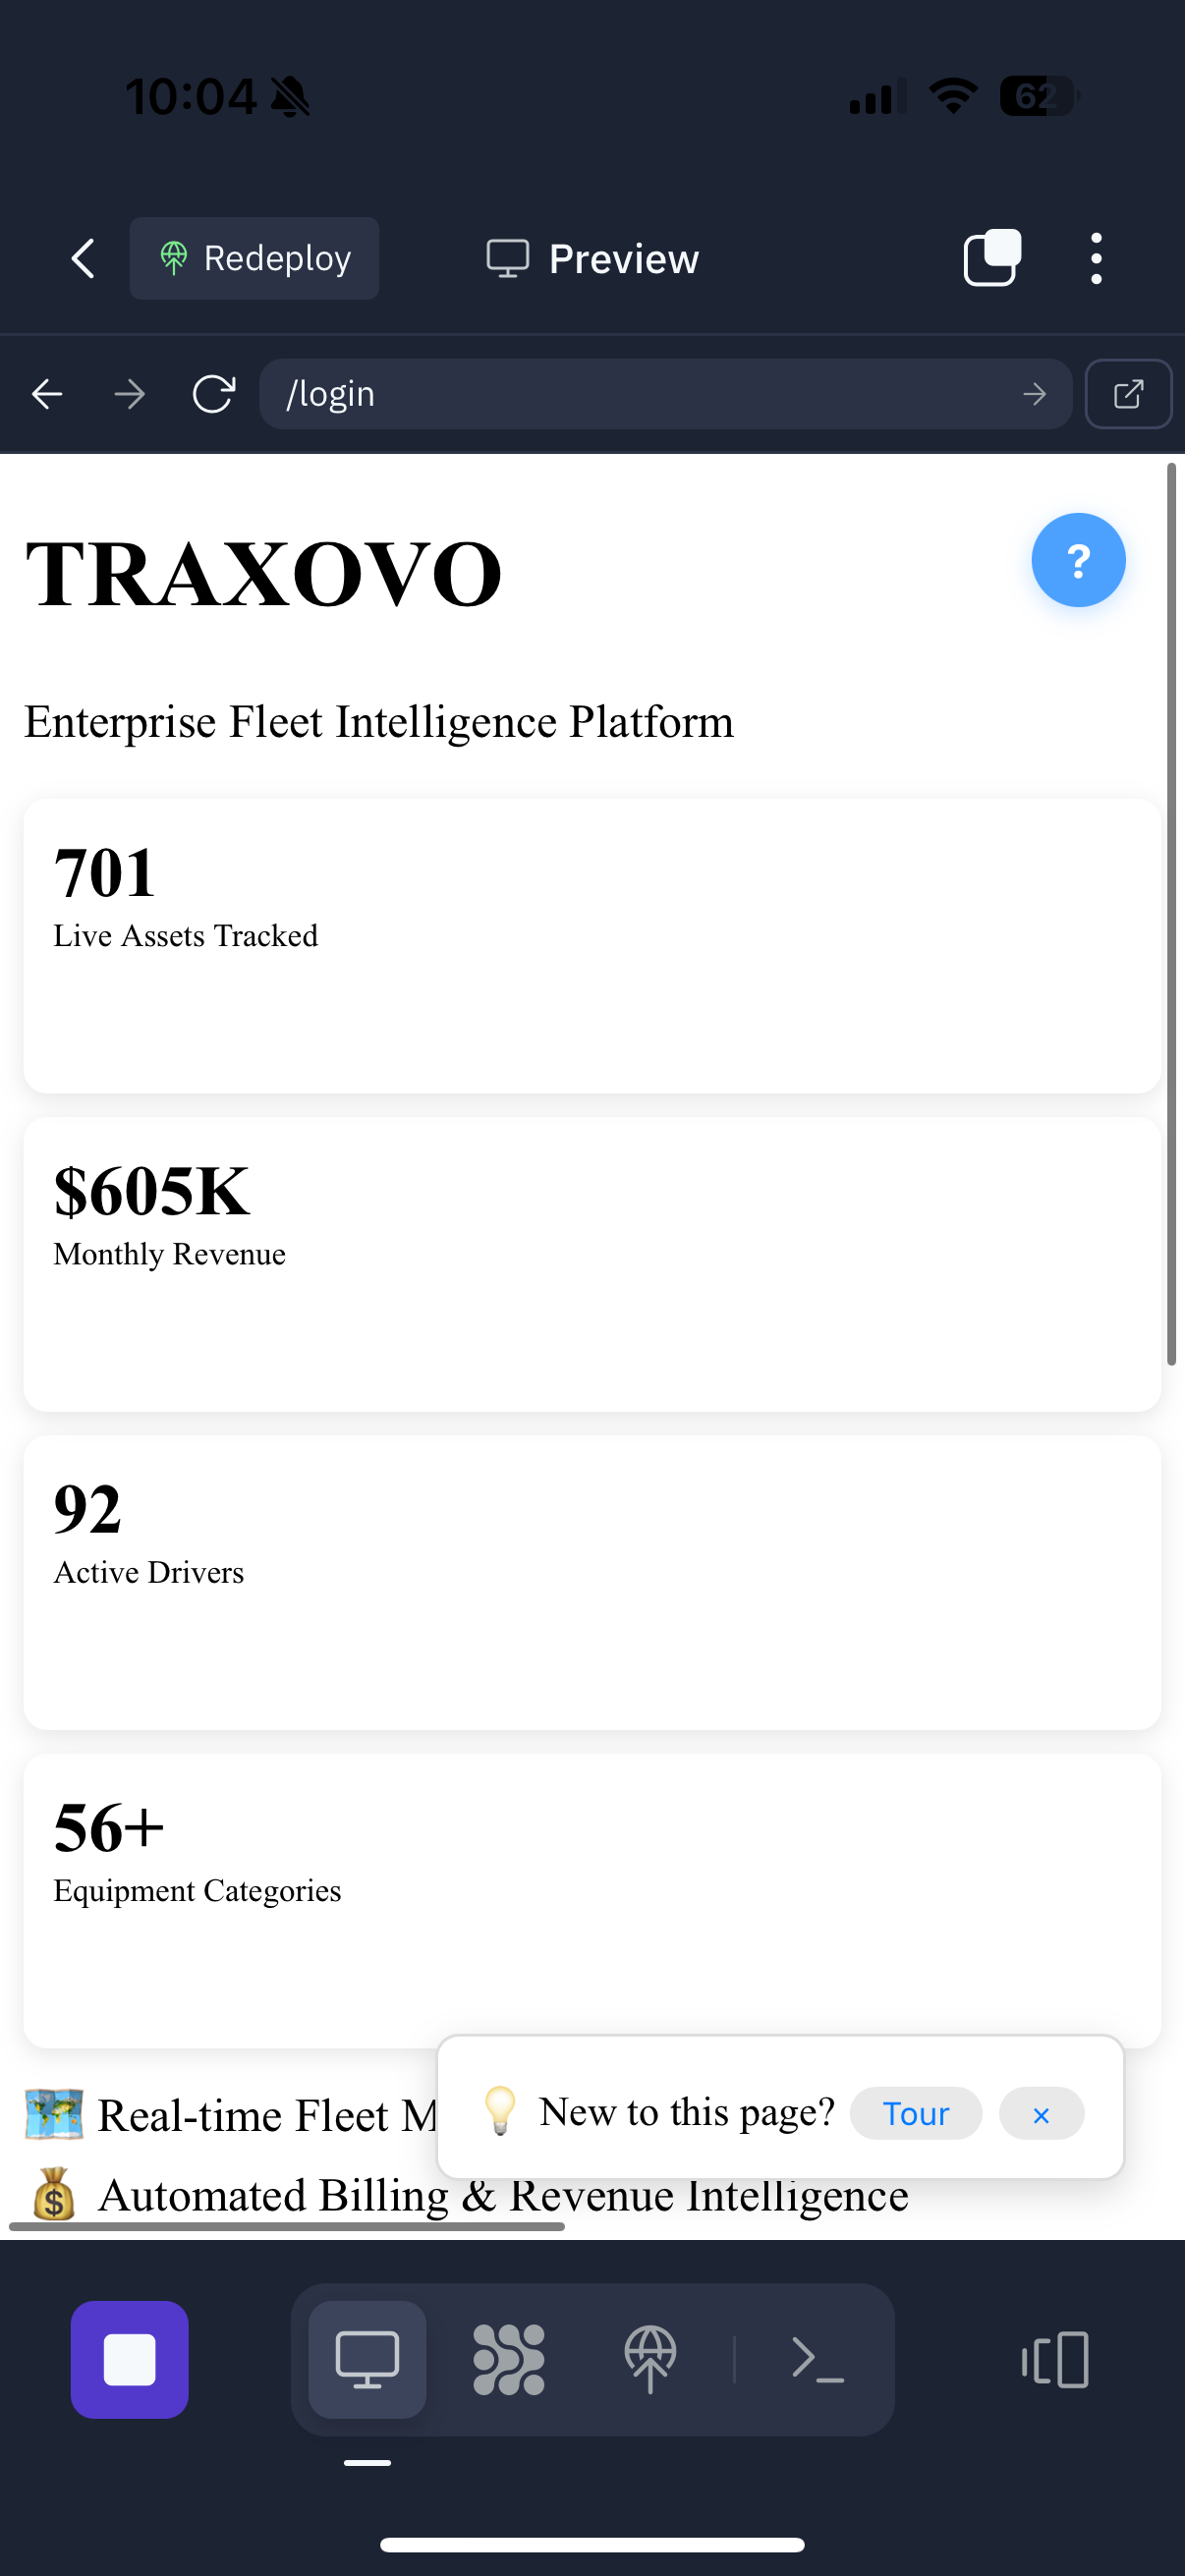 10:04
62
Redeploy
Preview
/login
TRAXOVO
?
Enterprise Fleet Intelligence Platform
701
Live Assets Tracked
$605K
Monthly Revenue
92
Active Drivers
56+
Equipment Categories
🗺️ Real-time Fleet M
💡 New to this page? Tour ×
💰 Automated Billing & Revenue Intelligence